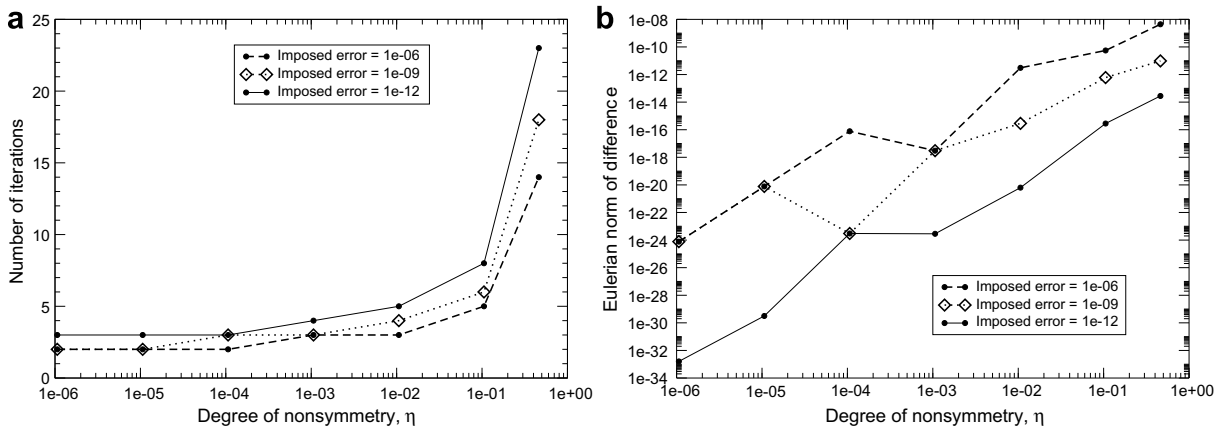 a
Number of iterations
25
20
15
10
5
0
1e-06
1e-05
1e-04
1e-03
1e-02
1e-01
1e+00
Degree of nonsymmetry, η
Imposed error = 1e-06
Imposed error = 1e-09
Imposed error = 1e-12
b
Eulerian norm of difference
1e-08
1e-10
1e-12
1e-14
1e-16
1e-18
1e-20
1e-22
1e-24
1e-26
1e-28
1e-30
1e-32
1e-34
1e-06
1e-05
1e-04
1e-03
1e-02
1e-01
1e+00
Degree of nonsymmetry, η
Imposed error = 1e-06
Imposed error = 1e-09
Imposed error = 1e-12